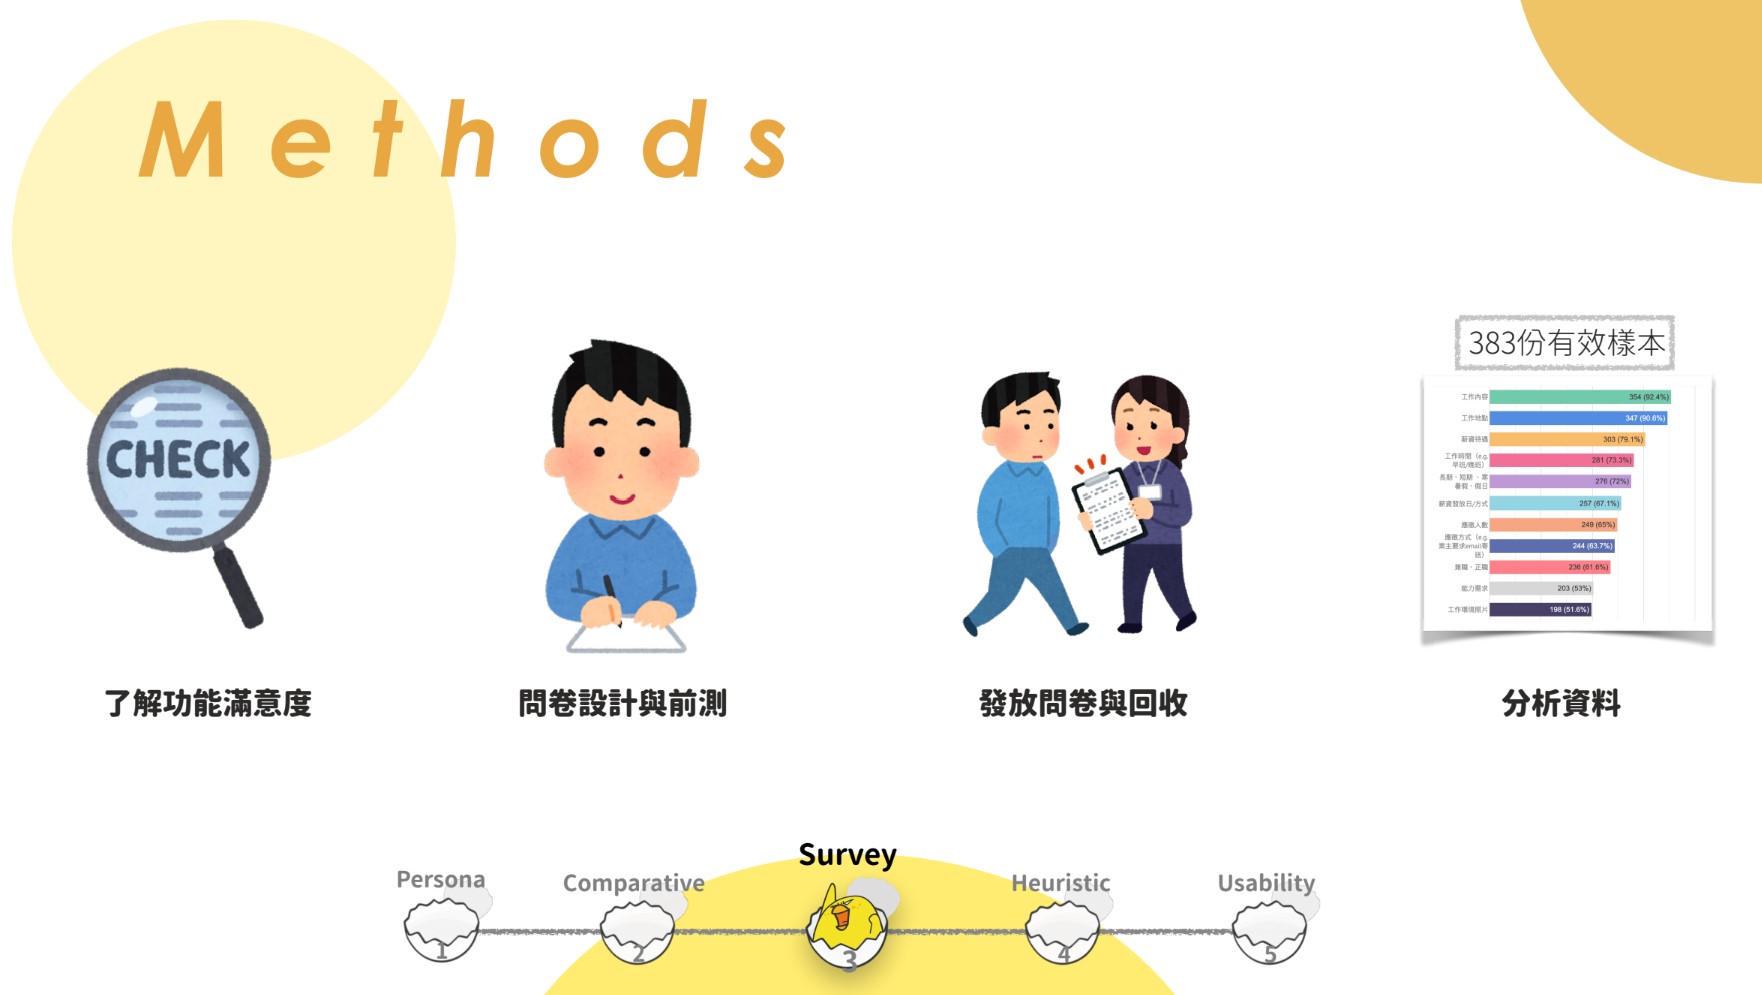 Methods
CHECK
383份有效樣本
工作內容
354 (92.4%)
工作地點
347 (90.6%)
薪資待遇
303 (79.1%)
工作時間（e.g.
早班/晚班）
281 (73.3%)
長期、短期、寒
暑假、假日
276 (72%)
薪資發放日/方式
257 (67.1%)
應徵人數
249 (65%)
應徵方式（e.g.
業主要求email寄
送）
244 (63.7%)
兼職、正職
236 (61.6%)
能力需求
203 (53%)
工作環境照片
198 (51.6%)
了解功能滿意度
問卷設計與前測
發放問卷與回收
分析資料
Persona
Comparative
Survey
Heuristic
Usability
1
2
3
4
5